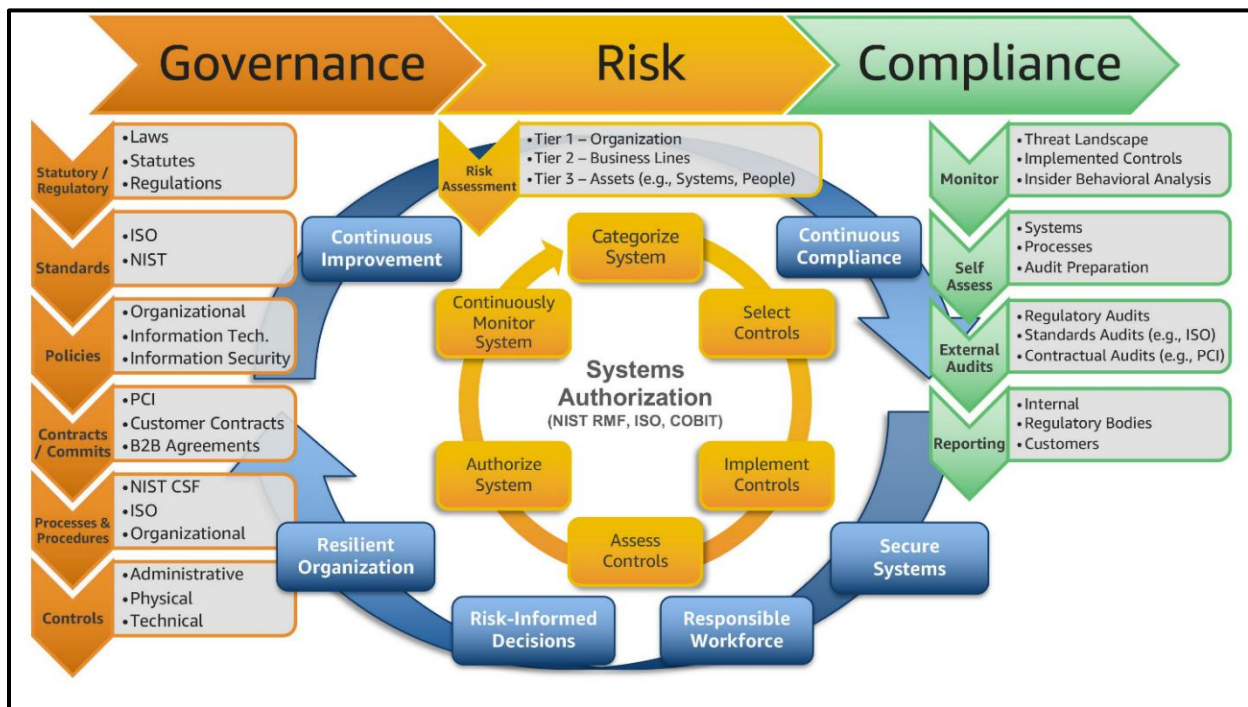 Governance
Risk
Compliance
Statutory /
Regulatory
•Laws
•Statutes
•Regulations
Standards
•ISO
•NIST
Policies
•Organizational
•Information Tech.
•Information Security
Contracts
/ Commits
•PCI
•Customer Contracts
•B2B Agreements
Processes &
Procedures
•NIST CSF
•ISO
•Organizational
Controls
•Administrative
•Physical
•Technical
Risk
Assessment
•Tier 1 – Organization
•Tier 2 – Business Lines
•Tier 3 – Assets (e.g., Systems, People)
Continuous
Improvement
Continuous
Compliance
Categorize
System
Select
Controls
Implement
Controls
Assess
Controls
Authorize
System
Continuously
Monitor
System
Systems
Authorization
(NIST RMF, ISO, COBIT)
Secure
Systems
Responsible
Workforce
Risk-Informed
Decisions
Resilient
Organization
Monitor
•Threat Landscape
•Implemented Controls
•Insider Behavioral Analysis
Self
Assess
•Systems
•Processes
•Audit Preparation
External
Audits
•Regulatory Audits
•Standards Audits (e.g., ISO)
•Contractual Audits (e.g., PCI)
Reporting
•Internal
•Regulatory Bodies
•Customers